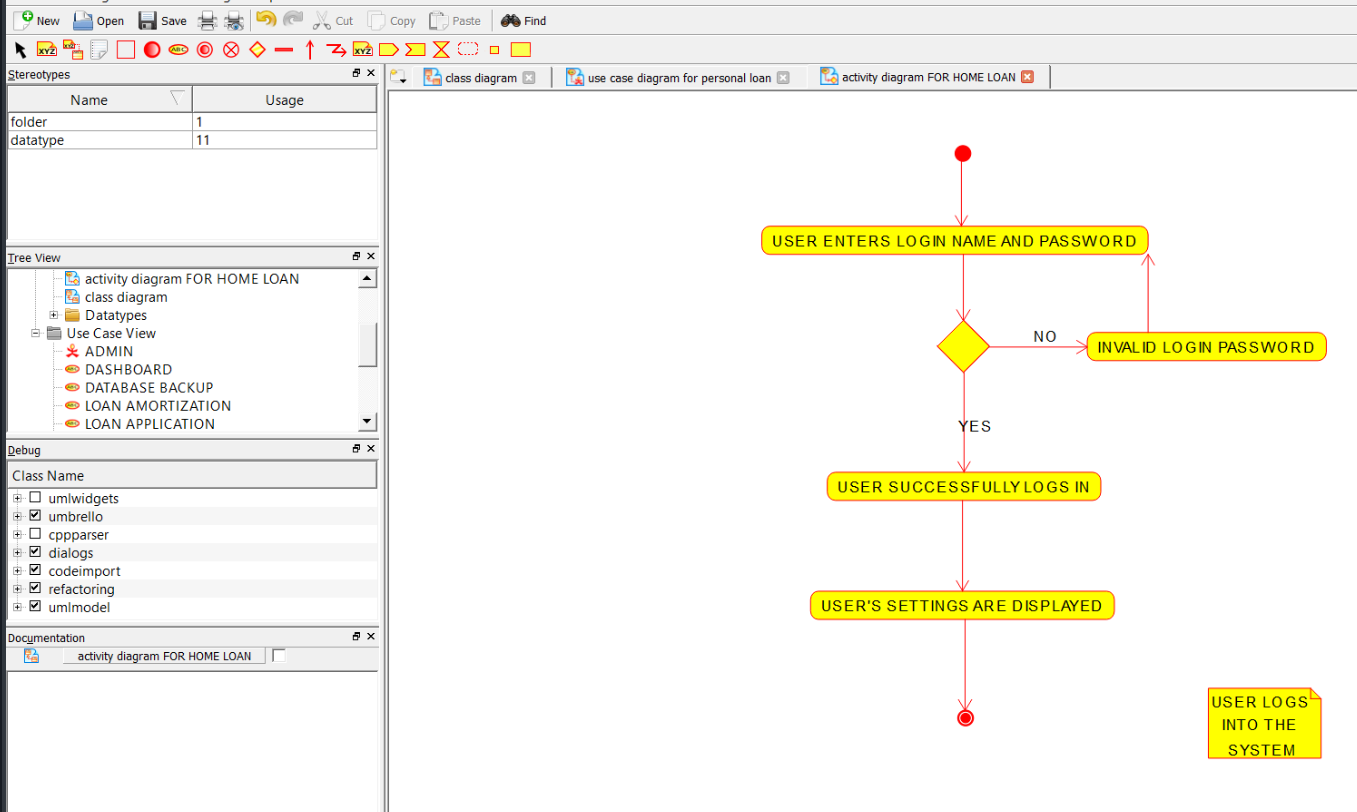 New Open Save Cut Copy Paste Find
XYZ XYZ ABC XYZ
Stereotypes
Name Usage
folder 1
datatype 11
Tree View
activity diagram FOR HOME LOAN
class diagram
Datatypes
Use Case View
ADMIN
DASHBOARD
DATABASE BACKUP
LOAN AMORTIZATION
LOAN APPLICATION
Debug
Class Name
umlwidgets
umbrello
cppparser
dialogs
codeimport
refactoring
umlmodel
Documentation
activity diagram FOR HOME LOAN
class diagram use case diagram for personal loan activity diagram FOR HOME LOAN
USER ENTERS LOGIN NAME AND PASSWORD
NO
INVALID LOGIN PASSWORD
YES
USER SUCCESSFULLY LOGS IN
USER'S SETTINGS ARE DISPLAYED
USER LOGS
INTO THE
SYSTEM